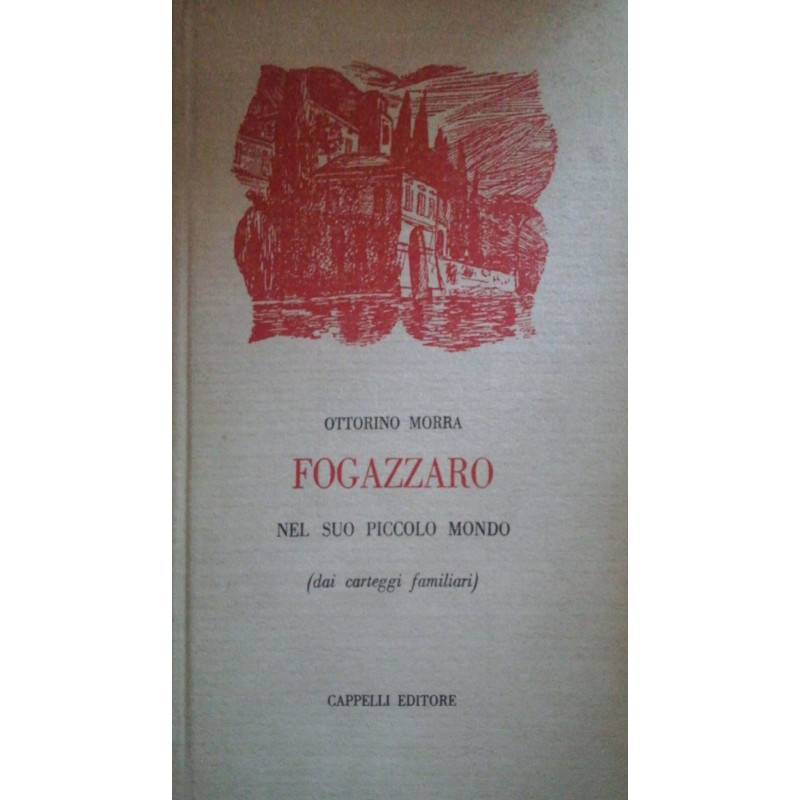 OTTORINO MORRA
FOGAZZARO
NEL SUO PICCOLO MONDO
(dai carteggi familiari)
CAPPELLI EDITORE